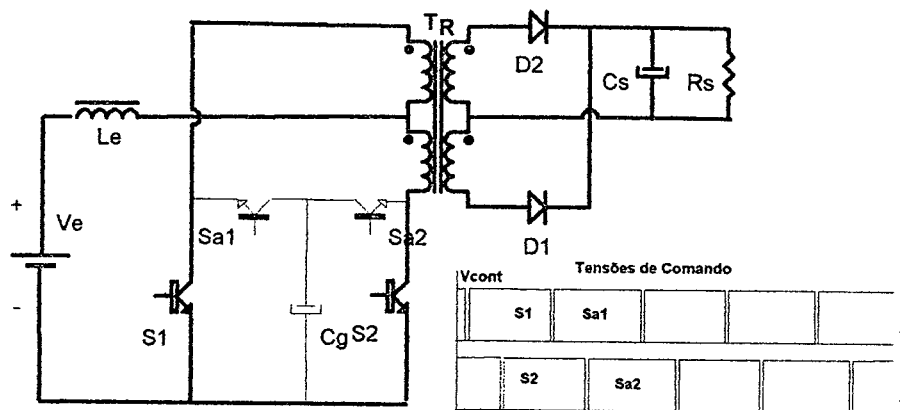 TR
D2
Cs
Rs
Le
+
Ve
-
Sa1
Sa2
D1
S1
Cg
S2
Tensões de Comando
Vcont
S1
Sa1
S2
Sa2